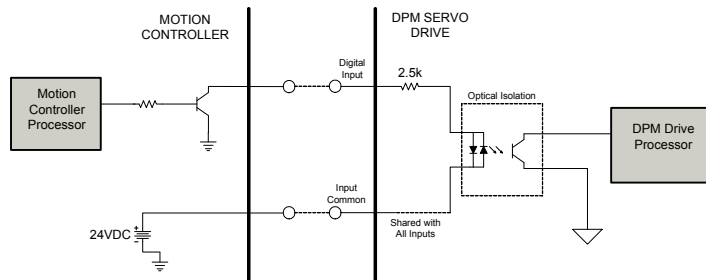 MOTION
CONTROLLER
DPM SERVO
DRIVE
Motion
Controller
Processor
Digital
Input
2.5k
Optical Isolation
DPM Drive
Processor
Input
Common
Shared with
All Inputs
24VDC
+
-